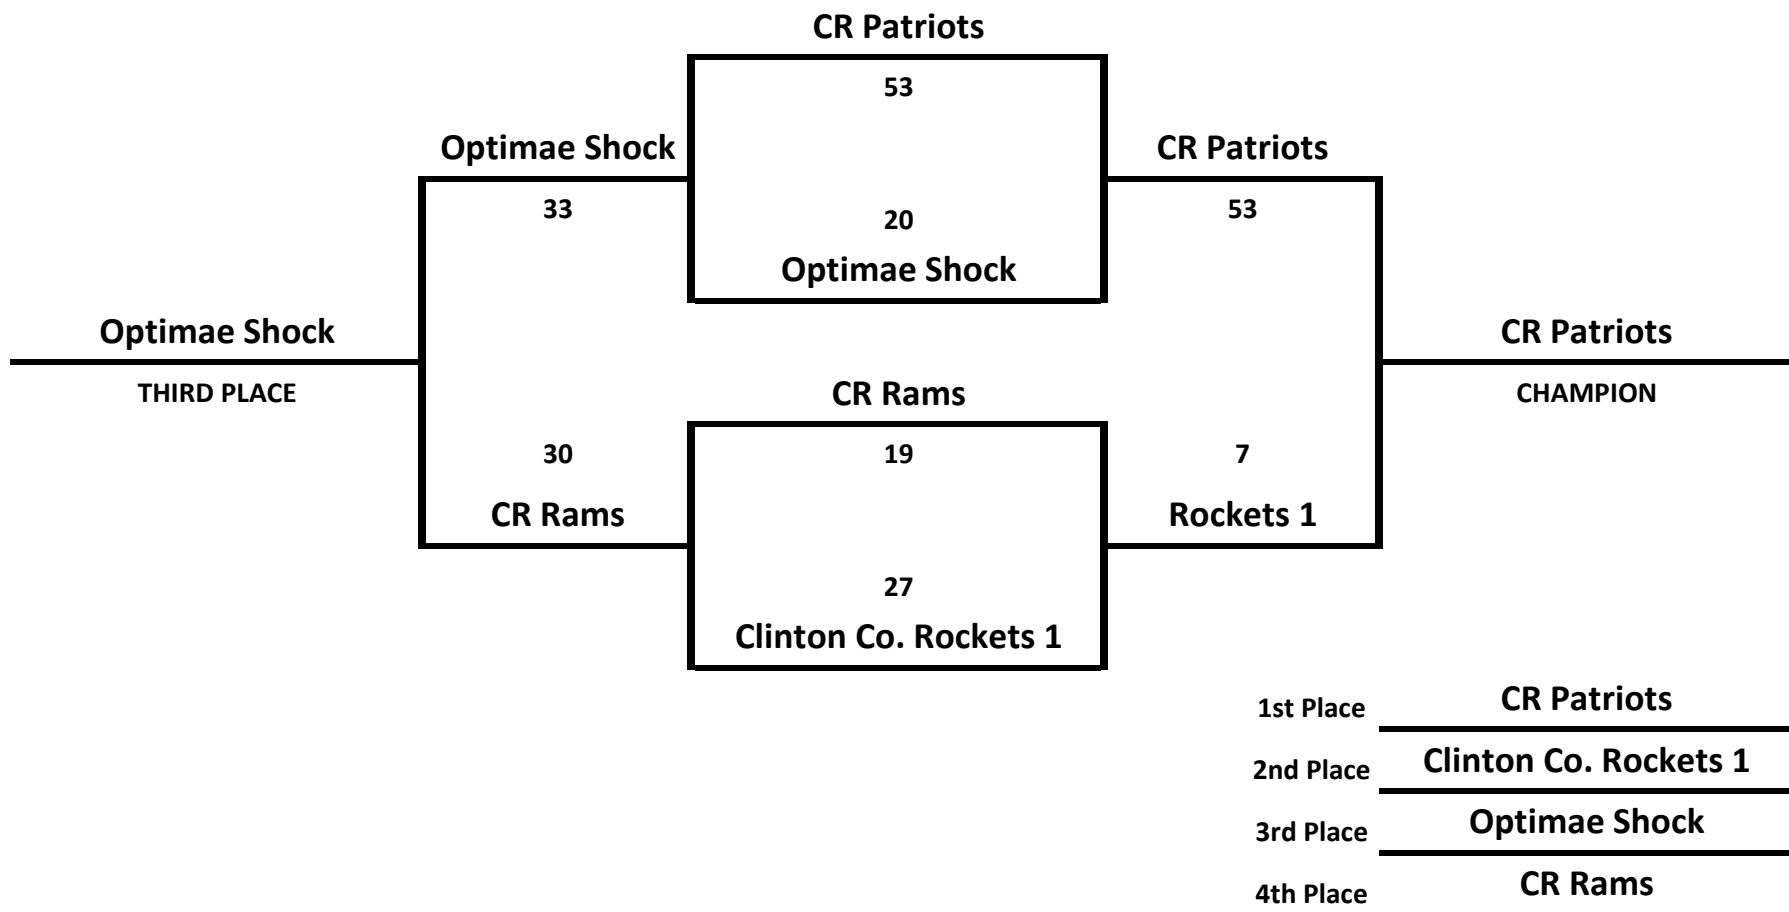 CR Patriots
53
Optimae Shock
CR Patriots
33
20
53
Optimae Shock
Optimae Shock
CR Patriots
THIRD PLACE
CR Rams
CHAMPION
30
19
7
CR Rams
Rockets 1
27
Clinton Co. Rockets 1
1st Place CR Patriots
2nd Place Clinton Co. Rockets 1
3rd Place Optimae Shock
4th Place CR Rams